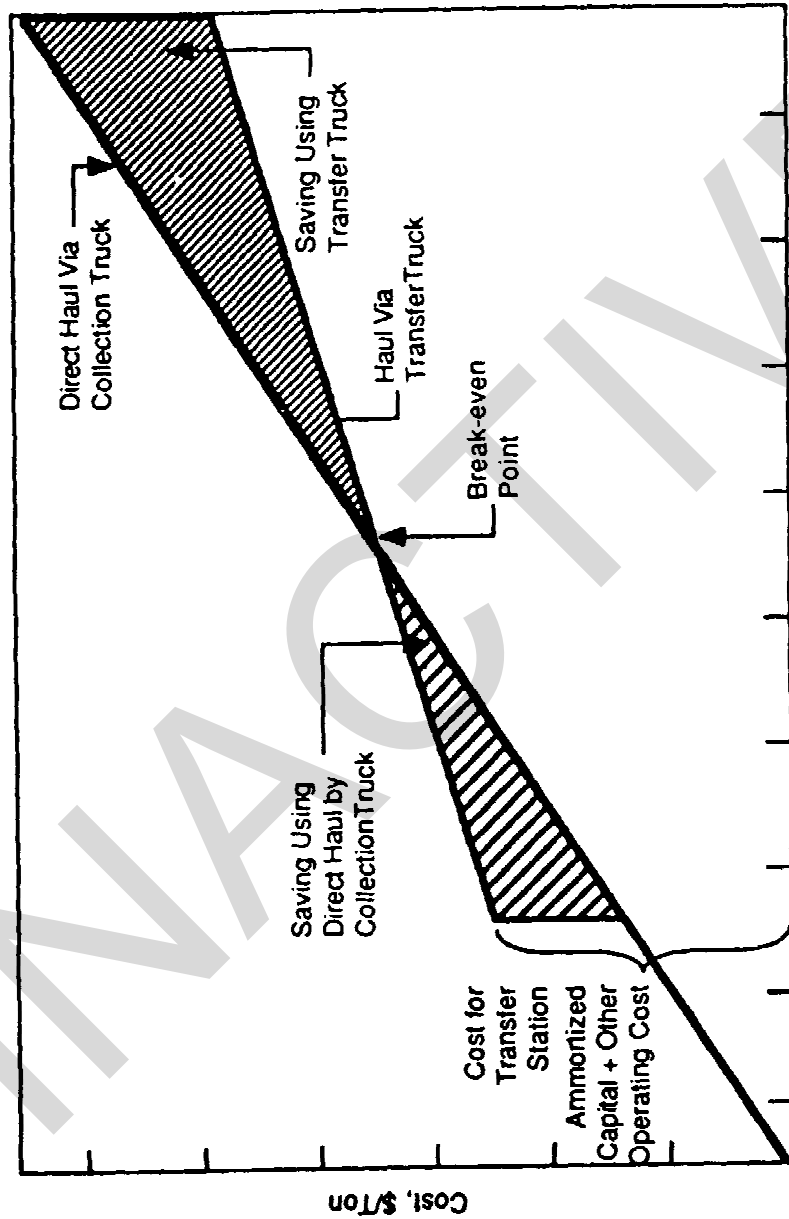 Direct Haul Via
Collection Truck
Saving Using
Transfer Truck
Haul Via
Transfer Truck
Break-even
Point
Saving Using
Direct Haul by
Collection Truck
Cost for
Transfer
Station
Ammortized
Capital + Other
Operating Cost
Cost, $/Ton
INACTIV